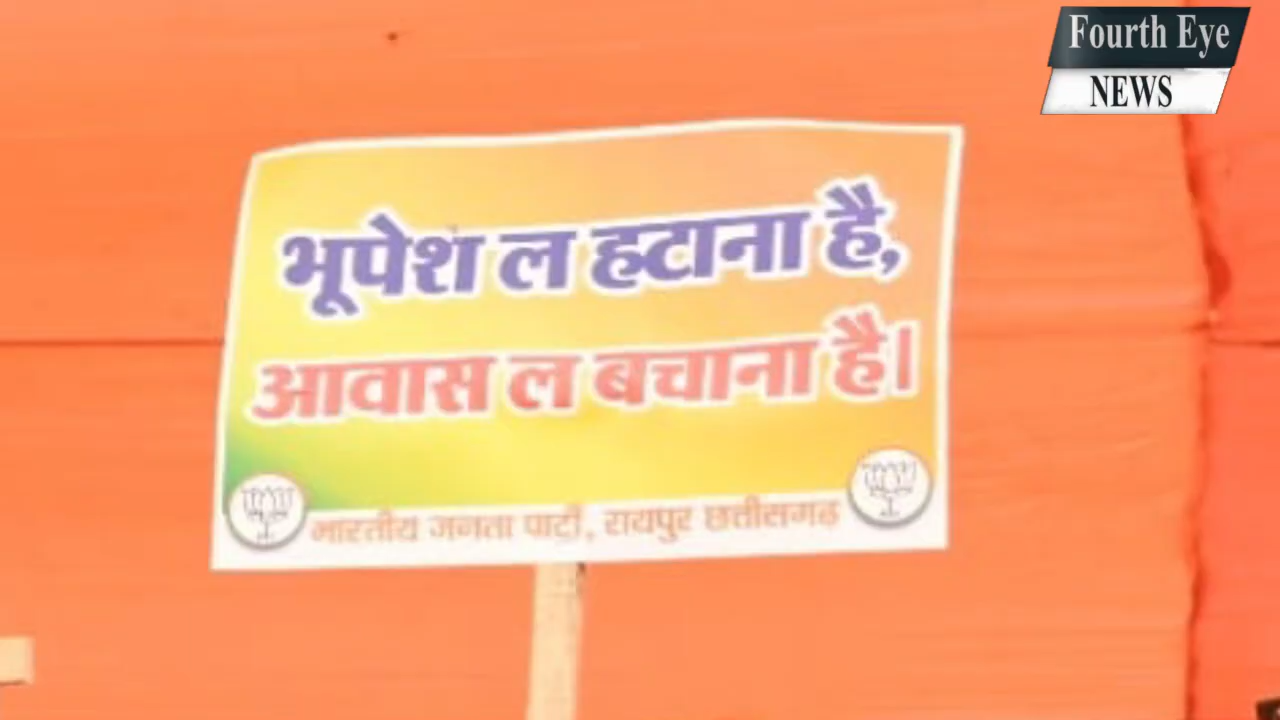 Fourth Eye
NEWS
भूपेश ल हटाना है,
आवास ल बचाना है।
भारतीय जनता पार्टी, रायपुर छत्तीसगढ़